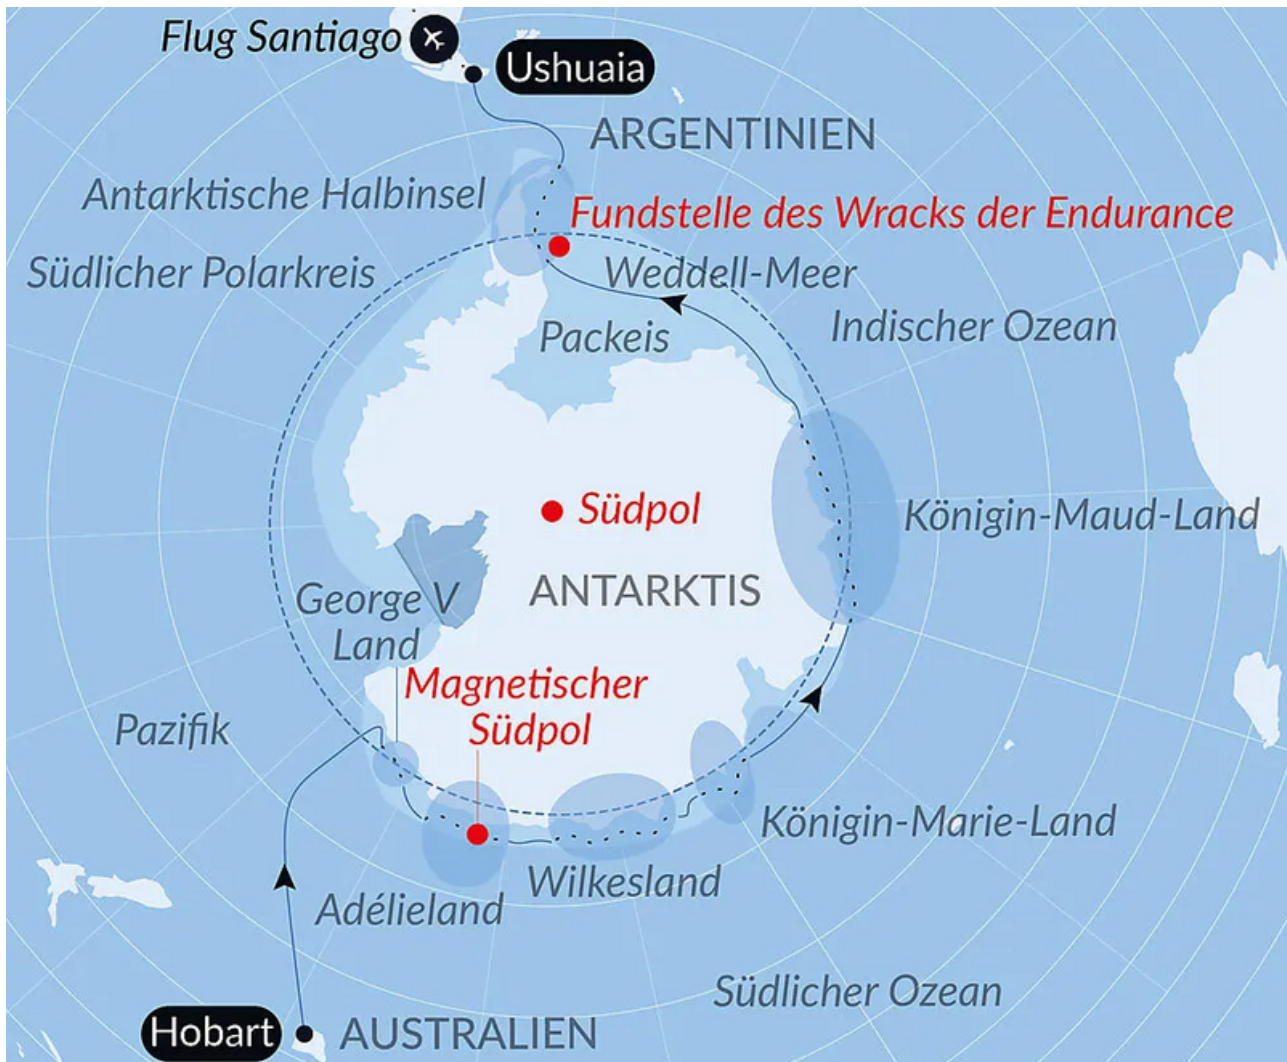 Flug Santiago
Ushuaia
ARGENTINIEN
Antarktische Halbinsel
Fundstelle des Wracks der Endurance
Südlicher Polarkreis
Weddell-Meer
Indischer Ozean
Packeis
Südpol
Königin-Maud-Land
ANTARKTIS
George V
Land
Magnetischer
Südpol
Pazifik
Königin-Marie-Land
Wilkesland
Adélieland
Südlicher Ozean
Hobart
AUSTRALIEN